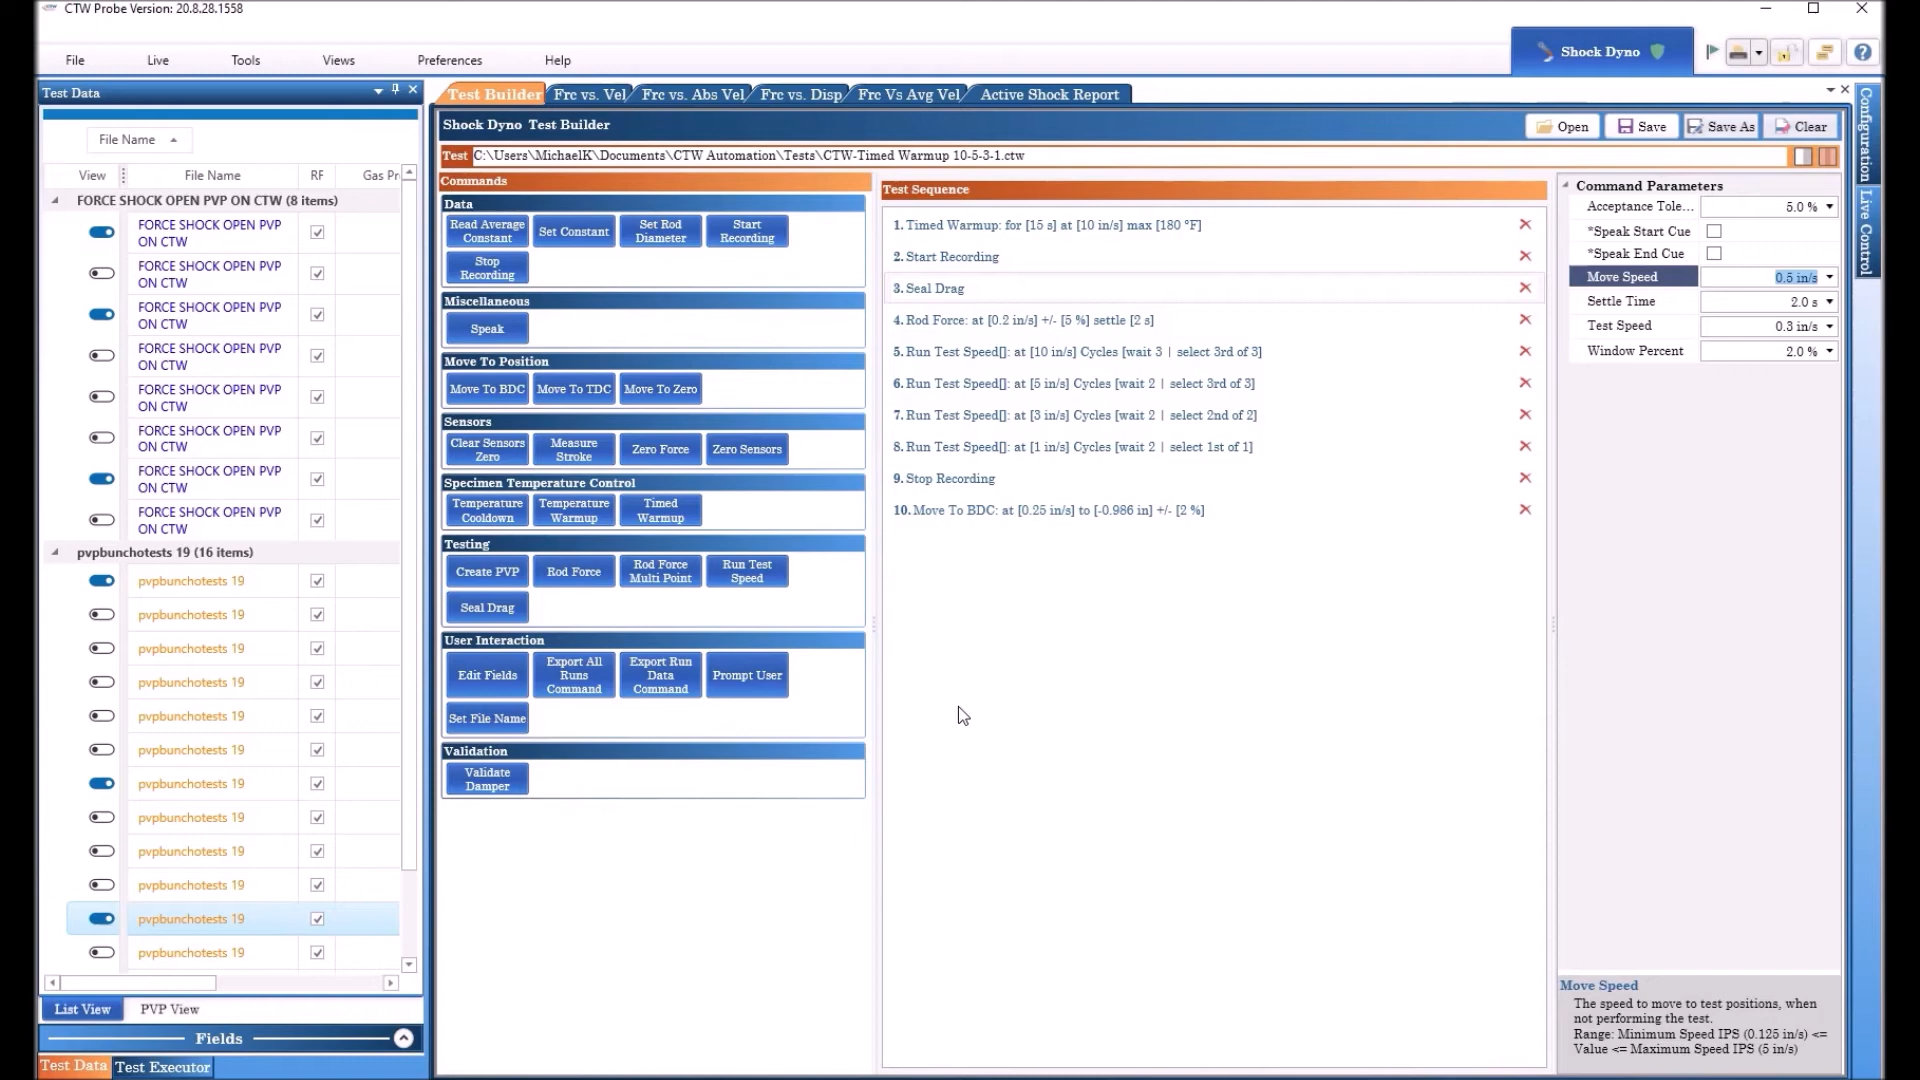 CTW Probe Version: 20.8.28.1558
File Live Tools Views Preferences Help
Shock Dyno
Test Data
File Name
View File Name RF Gas Pr
FORCE SHOCK OPEN PVP ON CTW (8 items)
FORCE SHOCK OPEN PVP
ON CTW
FORCE SHOCK OPEN PVP
ON CTW
FORCE SHOCK OPEN PVP
ON CTW
FORCE SHOCK OPEN PVP
ON CTW
FORCE SHOCK OPEN PVP
ON CTW
FORCE SHOCK OPEN PVP
ON CTW
FORCE SHOCK OPEN PVP
ON CTW
FORCE SHOCK OPEN PVP
ON CTW
pvpbunchotests 19 (16 items)
pvpbunchotests 19
pvpbunchotests 19
pvpbunchotests 19
pvpbunchotests 19
pvpbunchotests 19
pvpbunchotests 19
pvpbunchotests 19
pvpbunchotests 19
pvpbunchotests 19
pvpbunchotests 19
pvpbunchotests 19
pvpbunchotests 19
List View PVP View
Fields
Test Data Test Executor
Test Builder Frc vs. Vel Frc vs. Abs Vel Frc vs. Disp Frc Vs Avg Vel Active Shock Report
Shock Dyno Test Builder
Open Save Save As Clear
Test C:\Users\MichaelK\Documents\CTW Automation\Tests\CTW-Timed Warmup 10-5-3-1.ctw
Commands
Data
Read Average
Constant
Set Constant
Set Rod
Diameter
Start
Recording
Stop
Recording
Miscellaneous
Speak
Move To Position
Move To BDC Move To TDC Move To Zero
Sensors
Clear Sensors
Zero
Measure
Stroke
Zero Force
Zero Sensors
Specimen Temperature Control
Temperature
Cooldown
Temperature
Warmup
Timed
Warmup
Testing
Create PVP
Rod Force
Rod Force
Multi Point
Run Test
Speed
Seal Drag
User Interaction
Edit Fields
Export All
Runs
Command
Export Run
Data
Command
Prompt User
Set File Name
Validation
Validate
Damper
Test Sequence
1. Timed Warmup: for [15 s] at [10 in/s] max [180 °F]
2. Start Recording
3. Seal Drag
4. Rod Force: at [0.2 in/s] +/- [5 %] settle [2 s]
5. Run Test Speed[]: at [10 in/s] Cycles [wait 3 | select 3rd of 3]
6. Run Test Speed[]: at [5 in/s] Cycles [wait 2 | select 3rd of 3]
7. Run Test Speed[]: at [3 in/s] Cycles [wait 2 | select 2nd of 2]
8. Run Test Speed[]: at [1 in/s] Cycles [wait 2 | select 1st of 1]
9. Stop Recording
10. Move To BDC: at [0.25 in/s] to [-0.986 in] +/- [2 %]
Command Parameters
Acceptance Tole... 5.0 %
*Speak Start Cue
*Speak End Cue
Move Speed 0.5 in/s
Settle Time 2.0 s
Test Speed 0.3 in/s
Window Percent 2.0 %
Move Speed
The speed to move to test positions, when
not performing the test.
Range: Minimum Speed IPS (0.125 in/s) <=
Value <= Maximum Speed IPS (5 in/s)
Configuration
Live Control